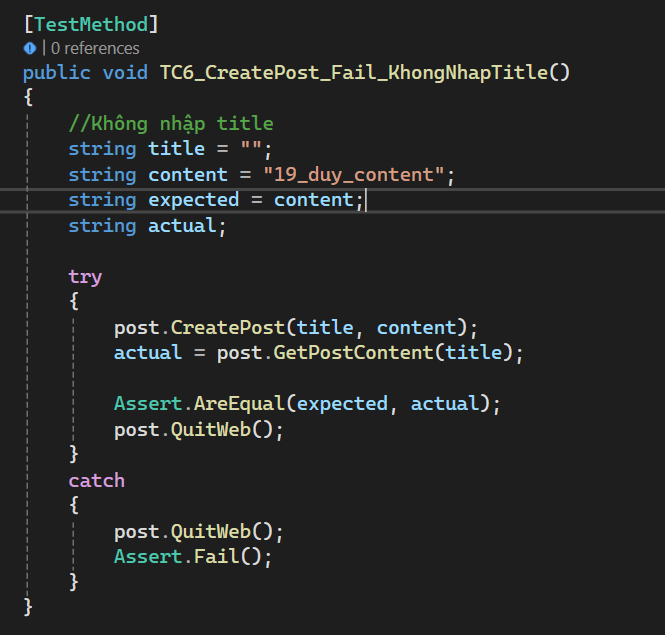 [TestMethod]
| 0 references
public void TC6_CreatePost_Fail_KhongNhapTitle()
{
//Không nhập title
string title = "";
string content = "19_duy_content";
string expected = content;
string actual;
try
{
post.CreatePost(title, content);
actual = post.GetPostContent(title);
Assert.AreEqual(expected, actual);
post.QuitWeb();
}
catch
{
post.QuitWeb();
Assert.Fail();
}
}